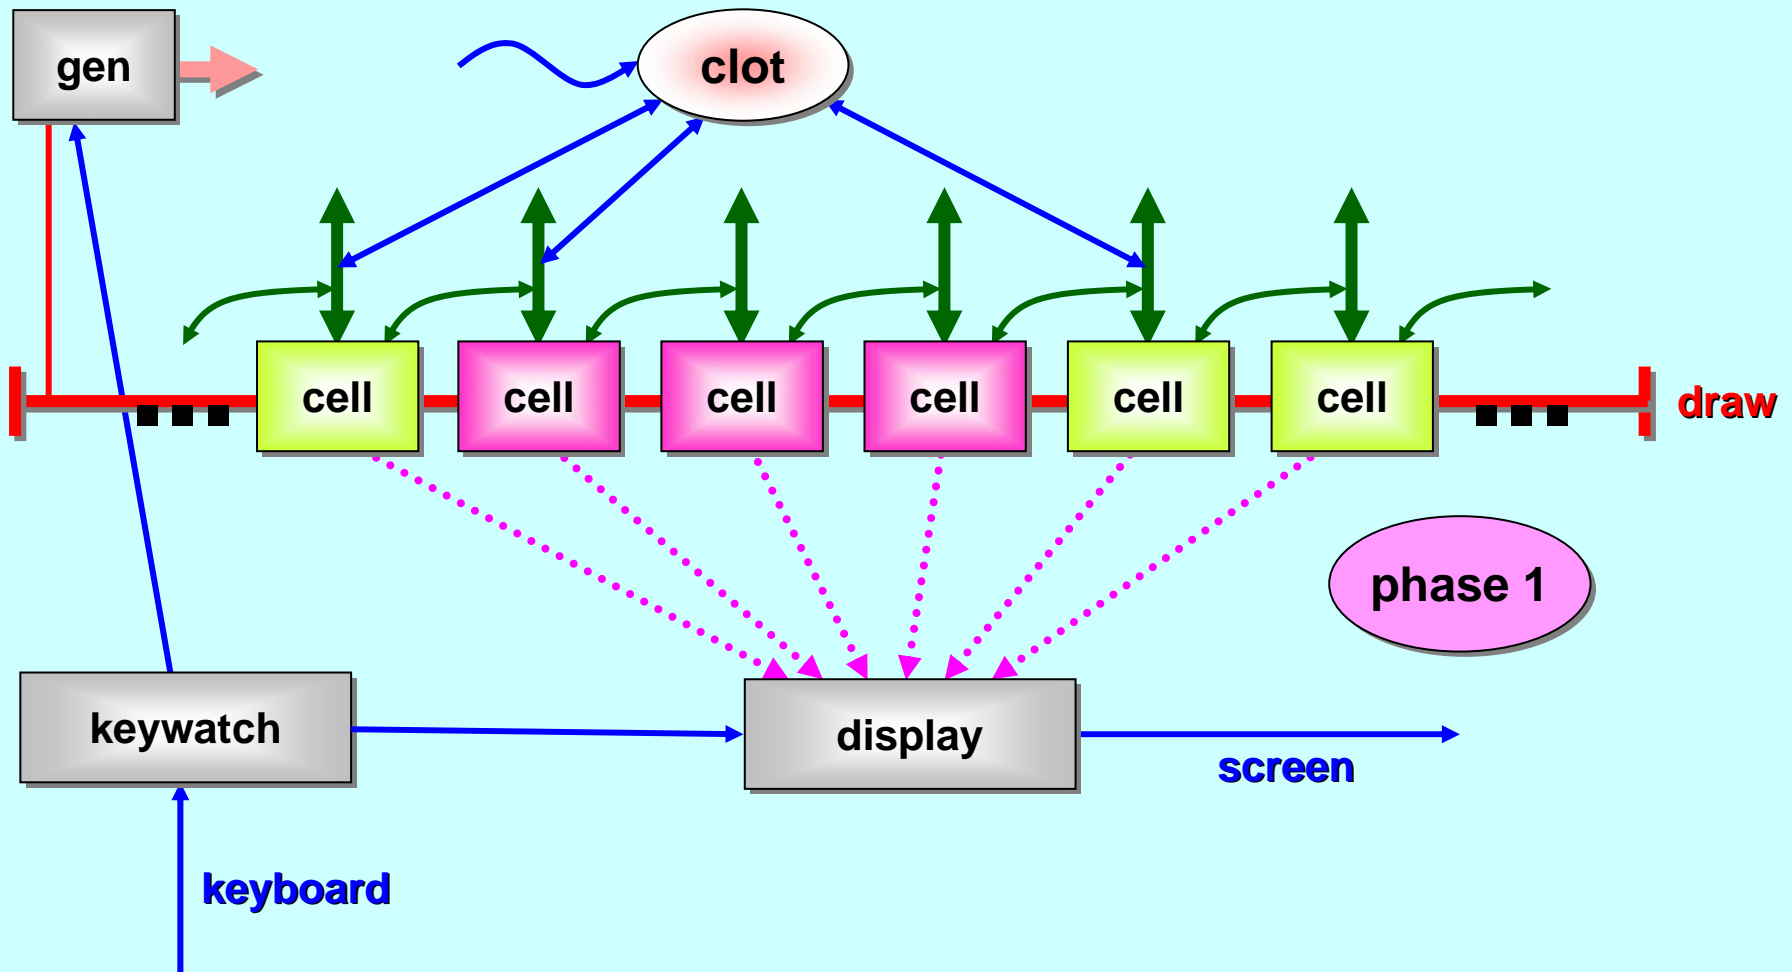 gen
clot
cell
cell
cell
cell
cell
cell
draw
phase 1
keywatch
display
screen
keyboard